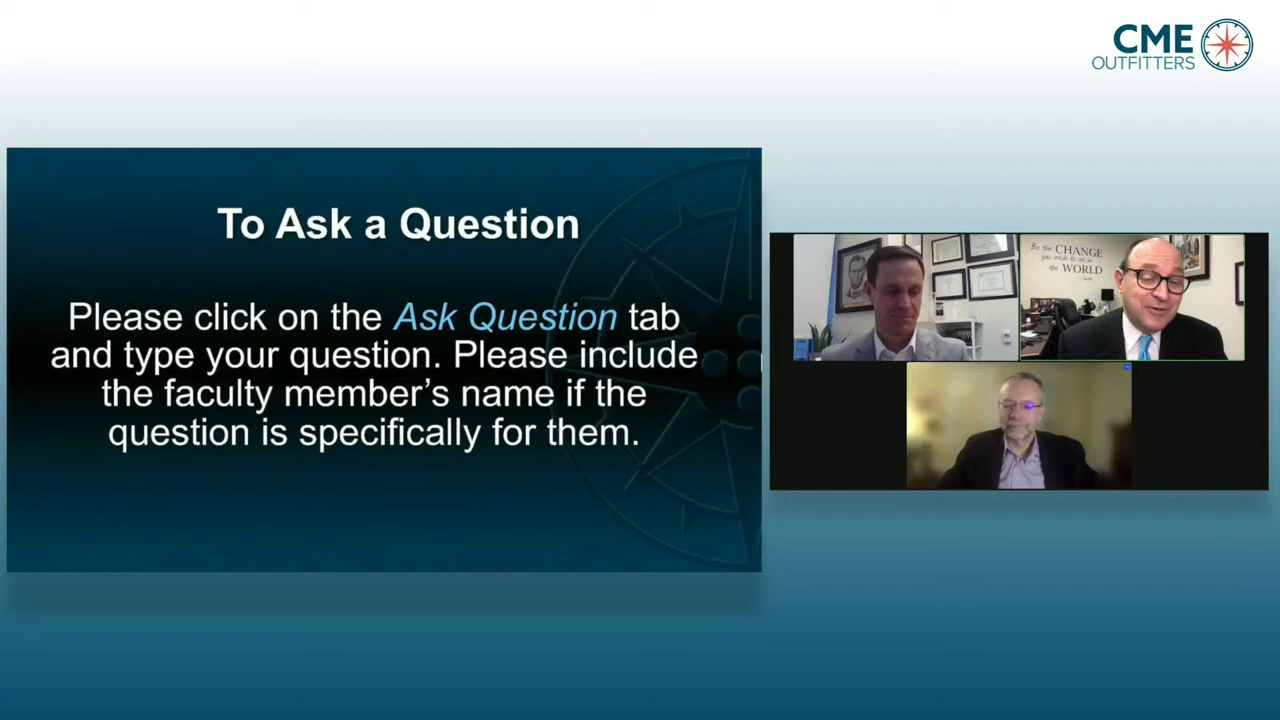 CME
OUTFITTERS
To Ask a Question
Please click on the Ask Question tab
and type your question. Please include
the faculty member’s name if the
question is specifically for them.
Be the CHANGE
you wish to see in
the WORLD